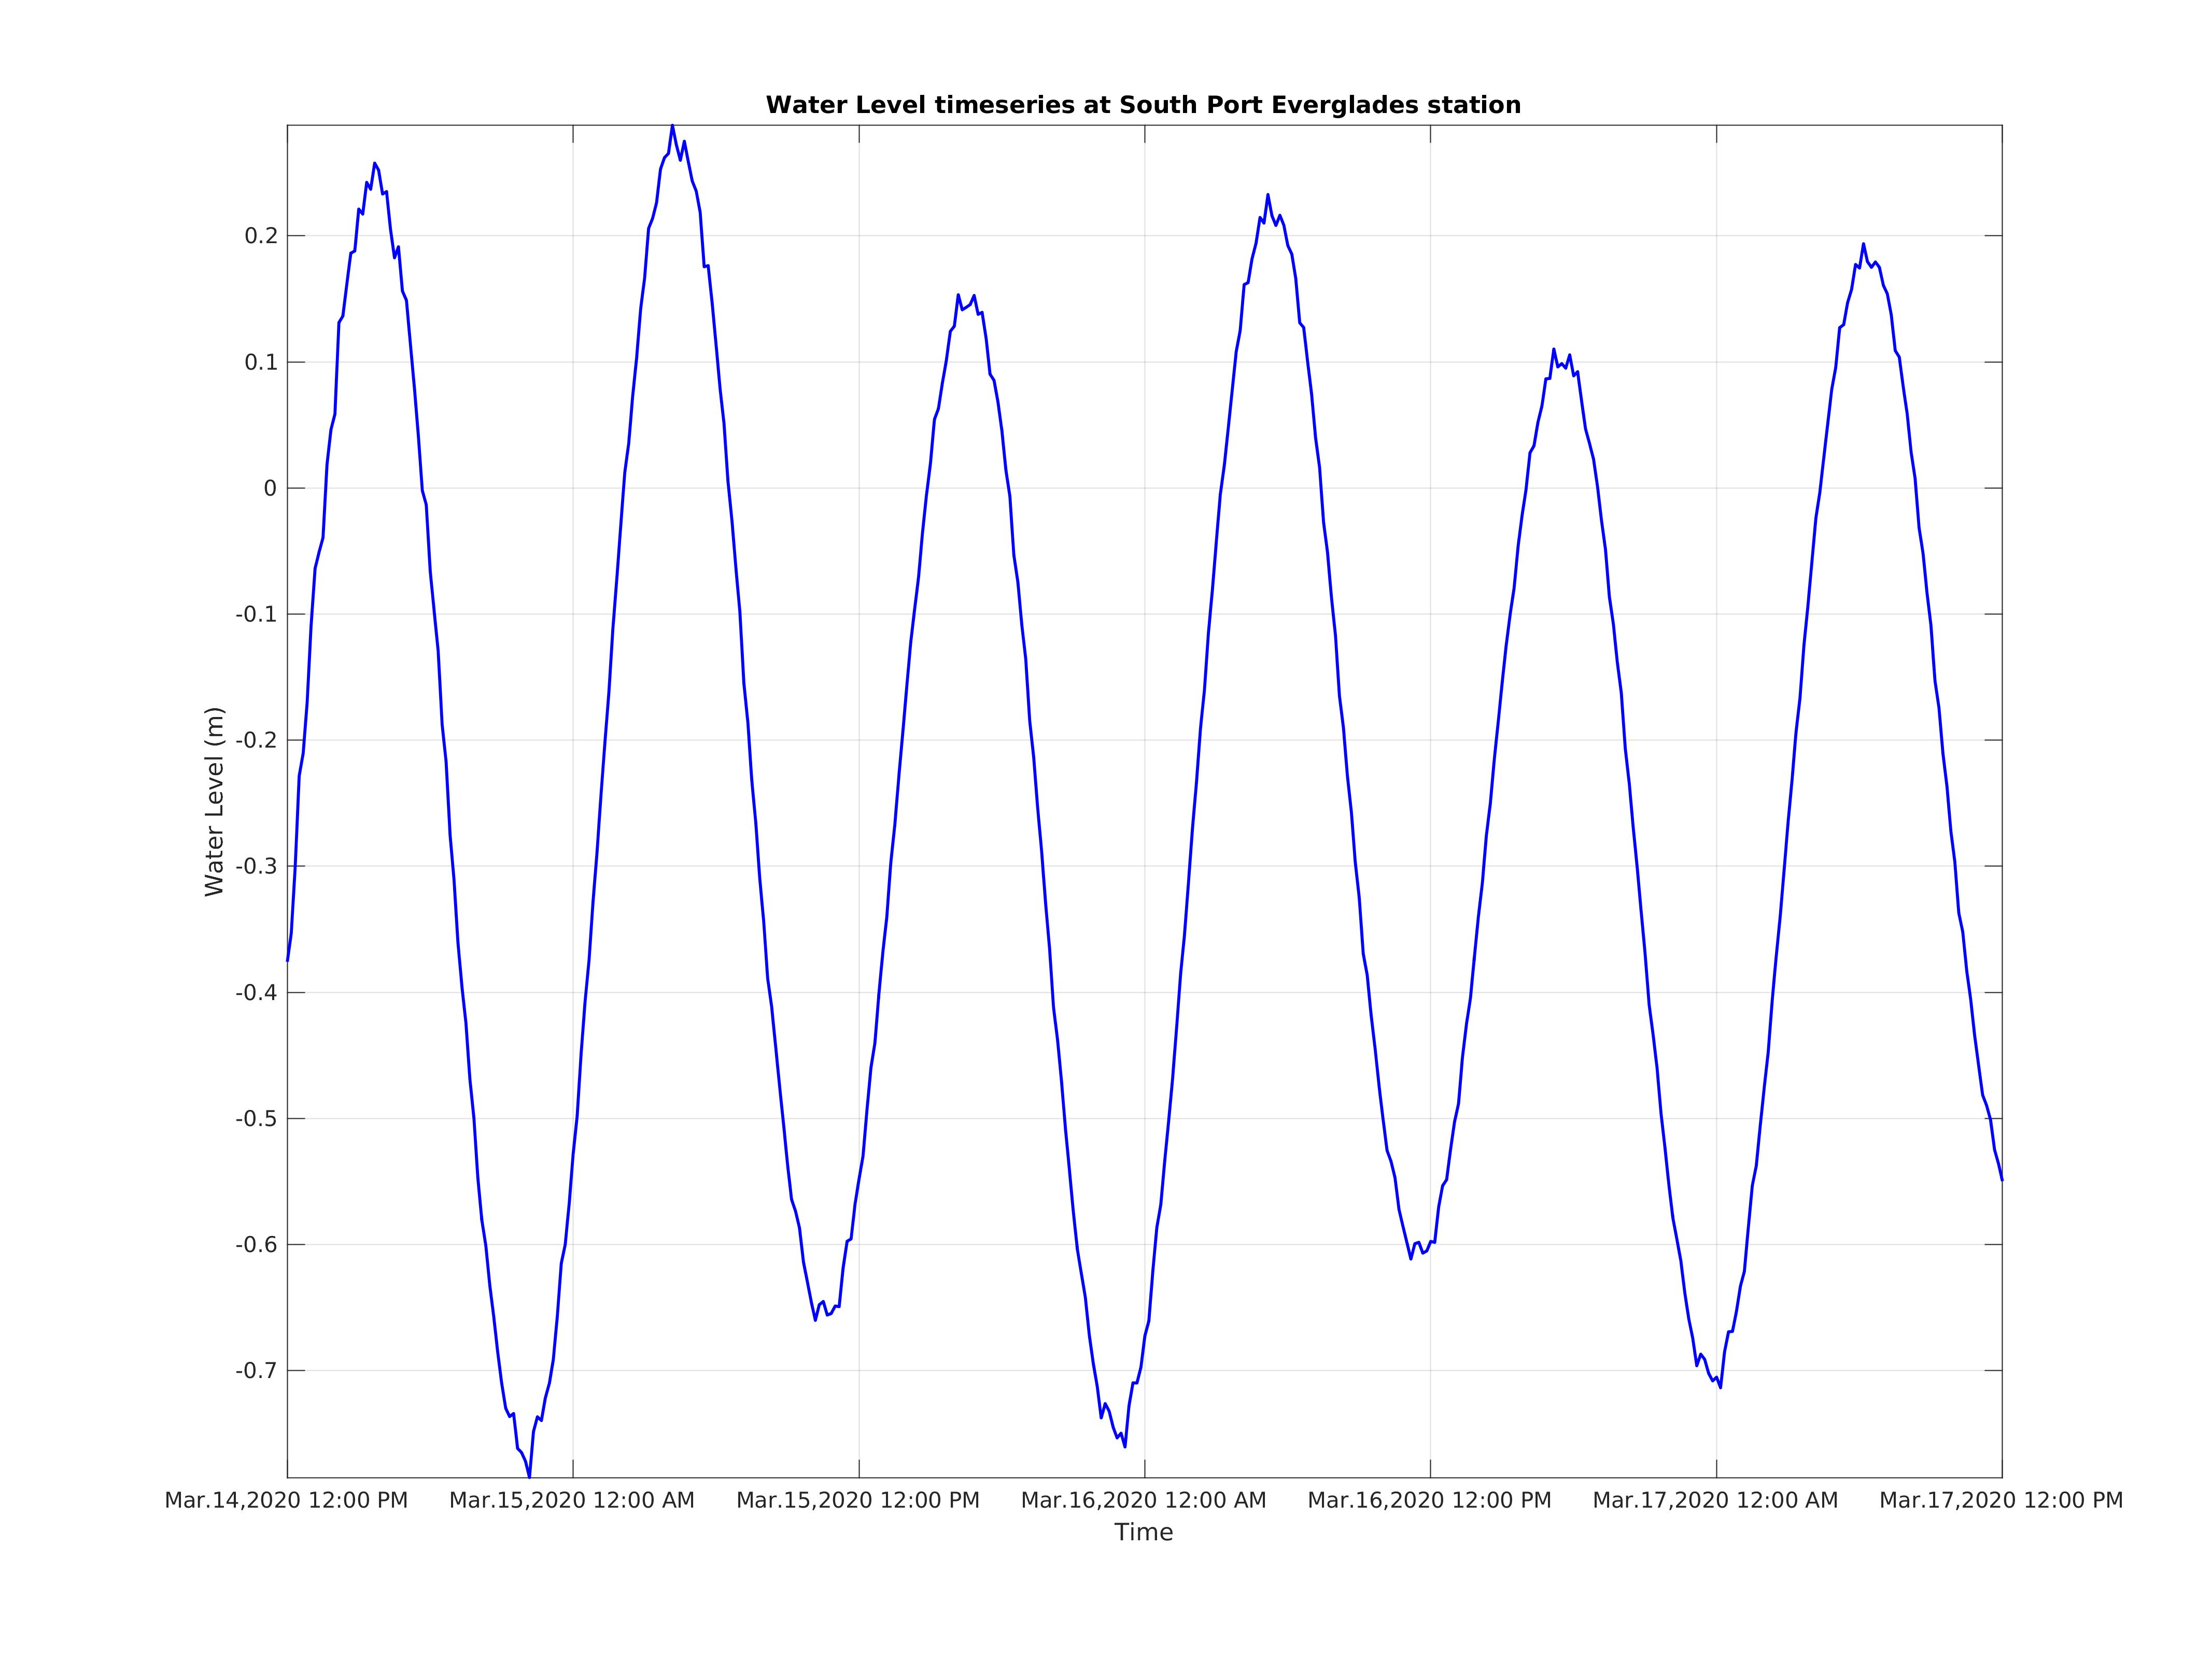 Water Level timeseries at South Port Everglades station
0.2
0.1
0
-0.1
-0.2
-0.3
-0.4
-0.5
-0.6
-0.7
Water Level (m)
Mar.14,2020 12:00 PM Mar.15,2020 12:00 AM Mar.15,2020 12:00 PM Mar.16,2020 12:00 AM Mar.16,2020 12:00 PM Mar.17,2020 12:00 AM Mar.17,2020 12:00 PM
Time